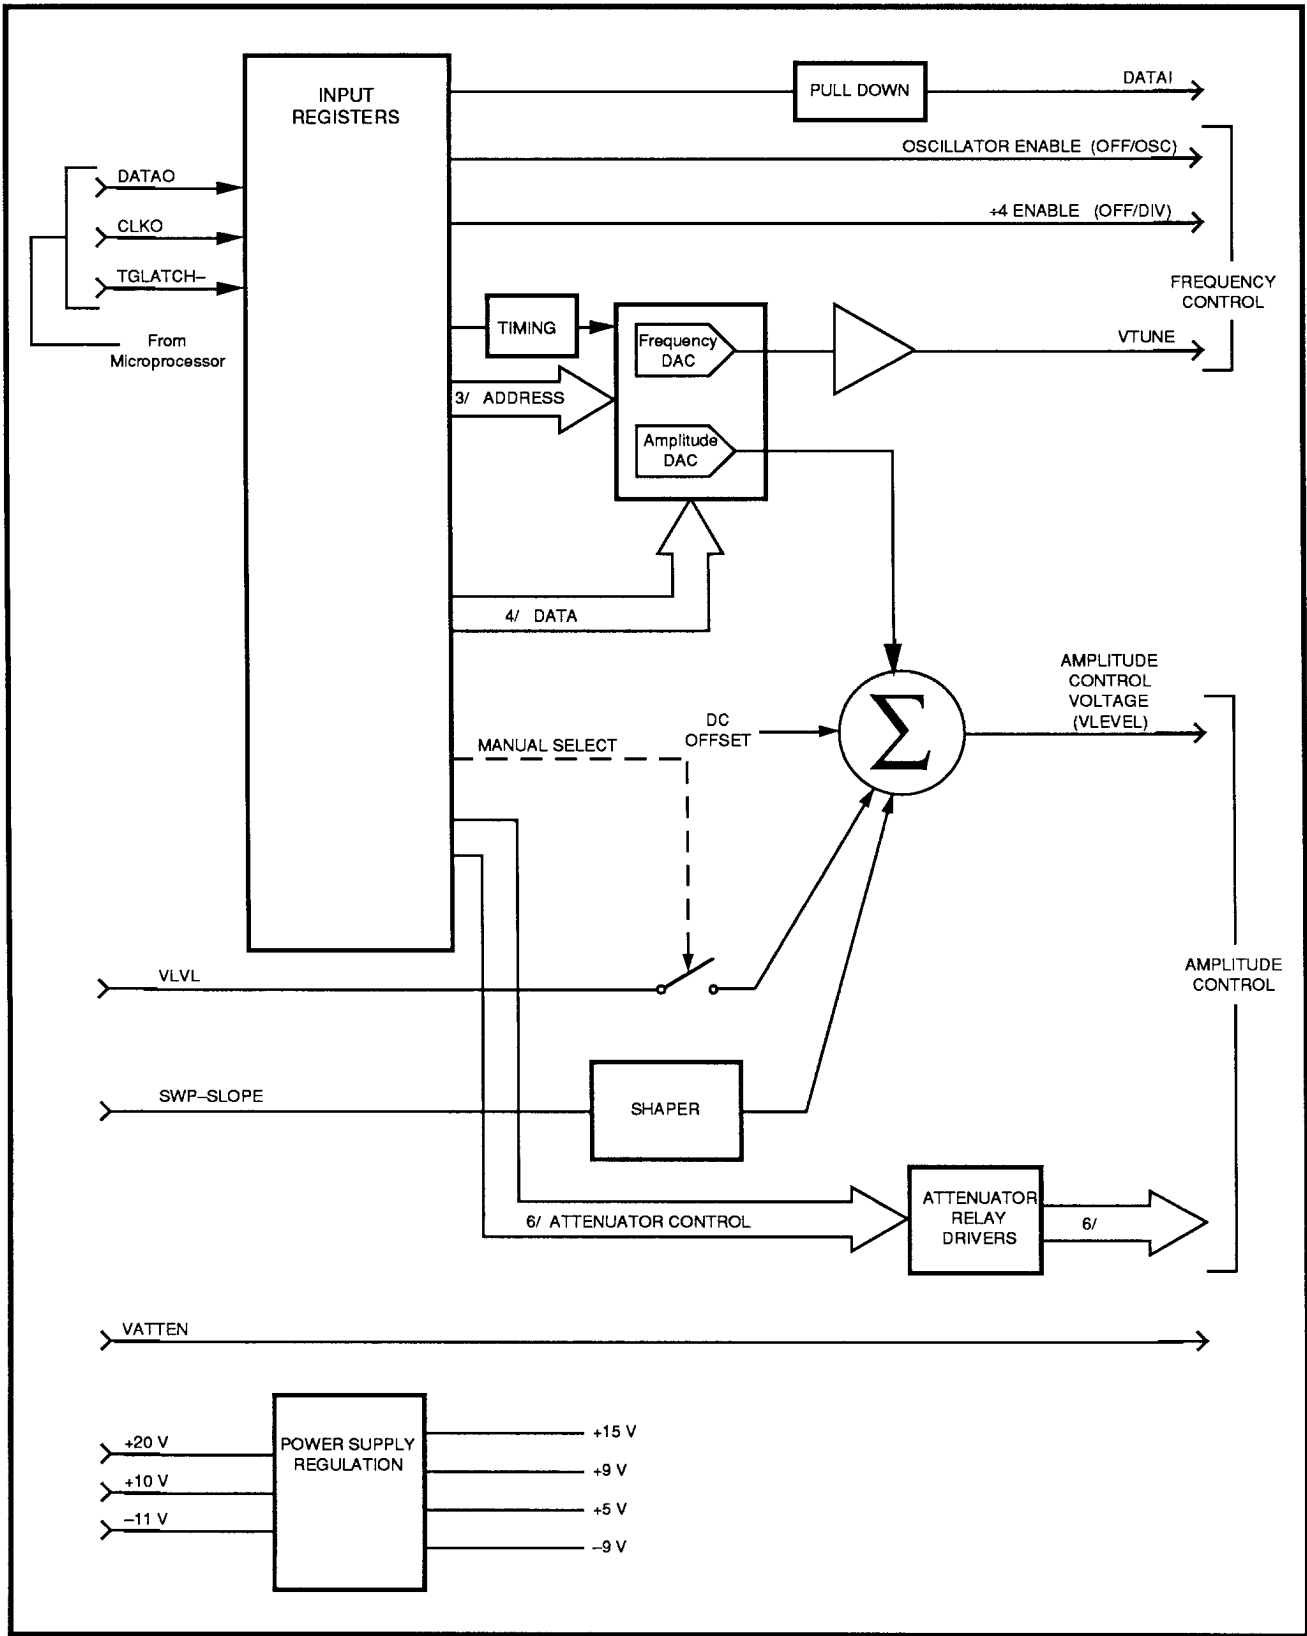 INPUT
REGISTERS
PULL DOWN
DATAI
OSCILLATOR ENABLE (OFF/OSC)
DATAO
÷4 ENABLE (OFF/DIV)
CLKO
TGLATCH–
FREQUENCY
CONTROL
From
Microprocessor
TIMING
Frequency
DAC
VTUNE
3/ ADDRESS
Amplitude
DAC
4/ DATA
AMPLITUDE
CONTROL
VOLTAGE
(VLEVEL)
DC
OFFSET
Σ
MANUAL SELECT
VLVL
AMPLITUDE
CONTROL
SWP–SLOPE
SHAPER
6/ ATTENUATOR CONTROL
ATTENUATOR
RELAY
DRIVERS
6/
VATTEN
+20 V
+10 V
–11 V
POWER SUPPLY
REGULATION
+15 V
+9 V
+5 V
–9 V